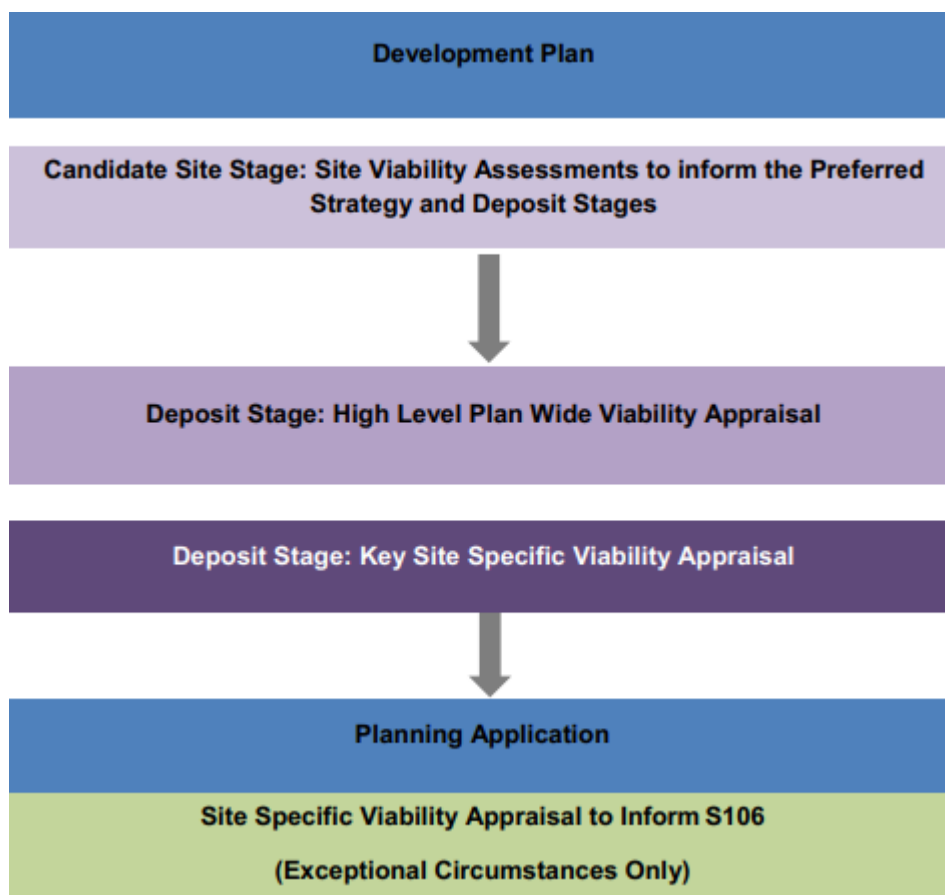 Development Plan
Candidate Site Stage: Site Viability Assessments to inform the Preferred
Strategy and Deposit Stages
Deposit Stage: High Level Plan Wide Viability Appraisal
Deposit Stage: Key Site Specific Viability Appraisal
Planning Application
Site Specific Viability Appraisal to Inform S106
(Exceptional Circumstances Only)